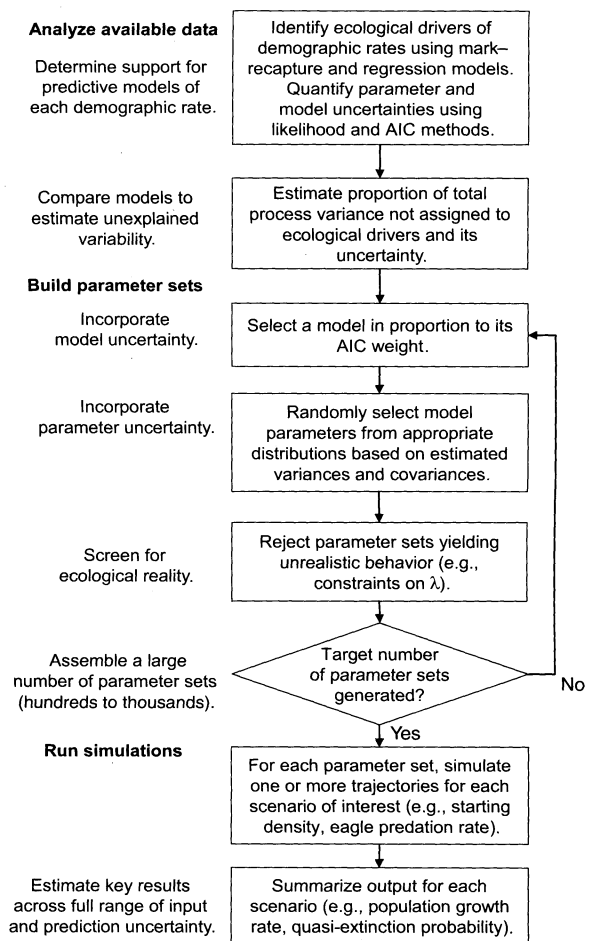 Analyze available data
Determine support for
predictive models of
each demographic rate.
Identify ecological drivers of
demographic rates using mark–
recapture and regression models.
Quantify parameter and
model uncertainties using
likelihood and AIC methods.
Compare models to
estimate unexplained
variability.
Estimate proportion of total
process variance not assigned to
ecological drivers and its
uncertainty.
Build parameter sets
Incorporate
model uncertainty.
Select a model in proportion to its
AIC weight.
Incorporate
parameter uncertainty.
Randomly select model
parameters from appropriate
distributions based on estimated
variances and covariances.
Screen for
ecological reality.
Reject parameter sets yielding
unrealistic behavior (e.g.,
constraints on λ).
Assemble a large
number of parameter sets
(hundreds to thousands).
Target number
of parameter sets
generated?
No
Yes
Run simulations
For each parameter set, simulate
one or more trajectories for each
scenario of interest (e.g., starting
density, eagle predation rate).
Estimate key results
across full range of input
and prediction uncertainty.
Summarize output for each
scenario (e.g., population growth
rate, quasi-extinction probability).